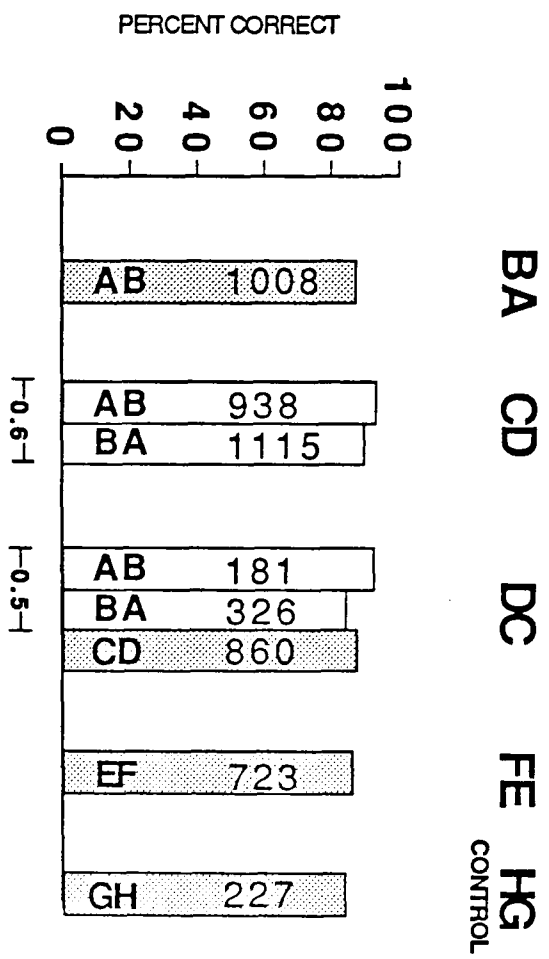 PERCENT CORRECT
100
80
60
40
20
0
BA
AB 1008
CD
AB 938
BA 1115
0.6
DC
AB 181
BA 326
CD 860
0.5
FE
EF 723
HG
CONTROL
GH 227